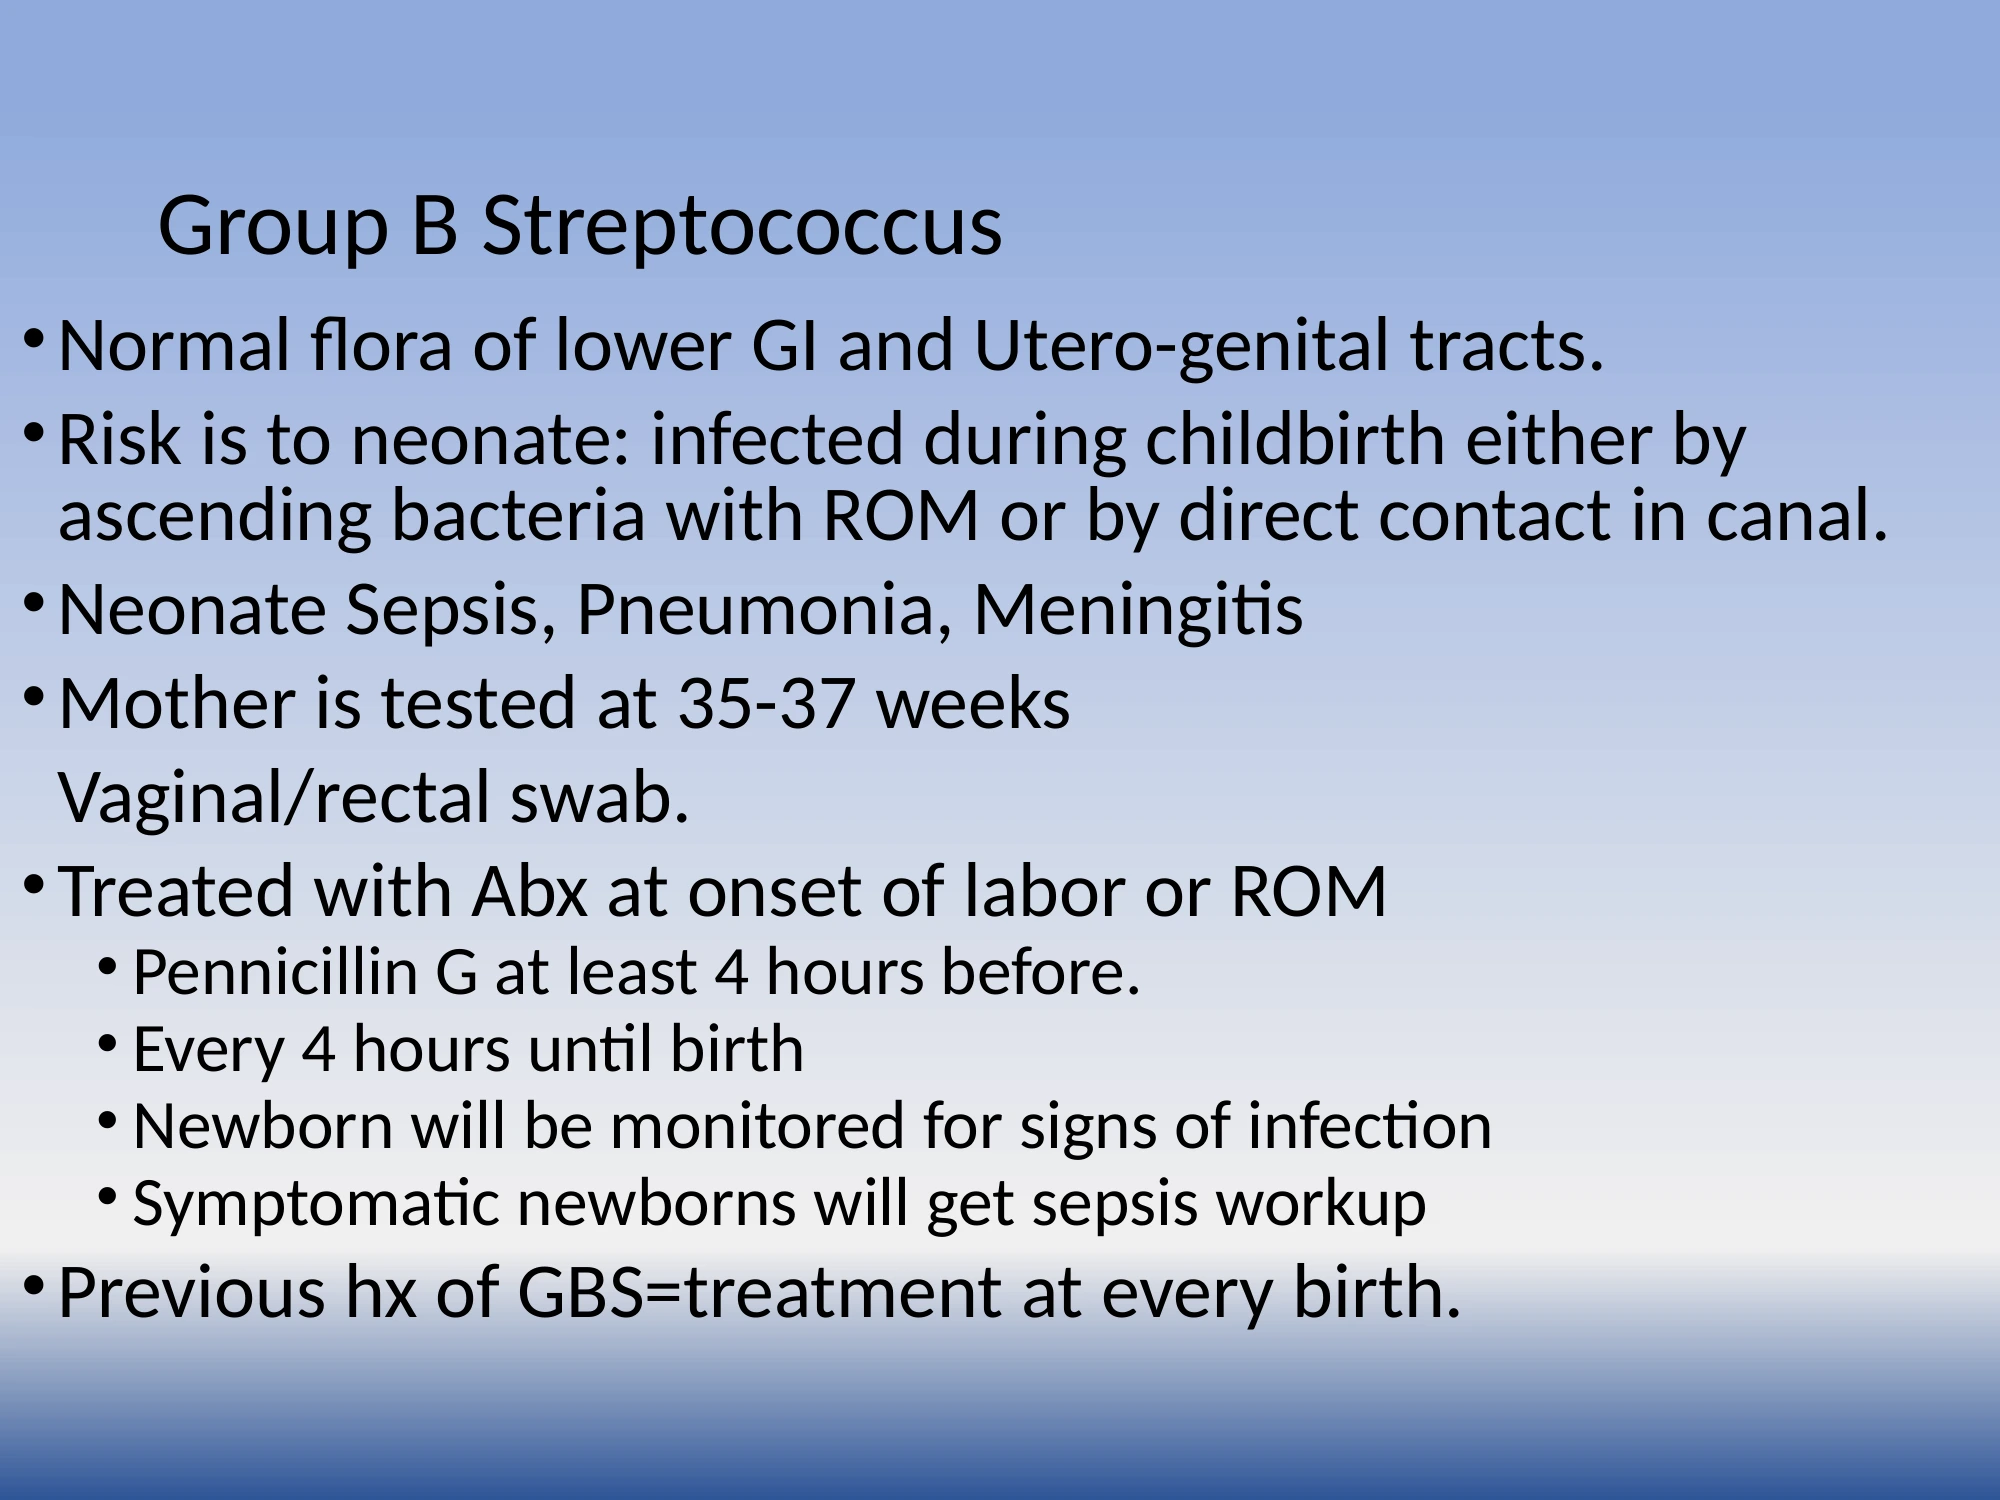 Group B Streptococcus
• Normal flora of lower GI and Utero-genital tracts.
• Risk is to neonate: infected during childbirth either by
ascending bacteria with ROM or by direct contact in canal.
• Neonate Sepsis, Pneumonia, Meningitis
• Mother is tested at 35-37 weeks
Vaginal/rectal swab.
• Treated with Abx at onset of labor or ROM
• Pennicillin G at least 4 hours before.
• Every 4 hours until birth
• Newborn will be monitored for signs of infection
• Symptomatic newborns will get sepsis workup
• Previous hx of GBS=treatment at every birth.